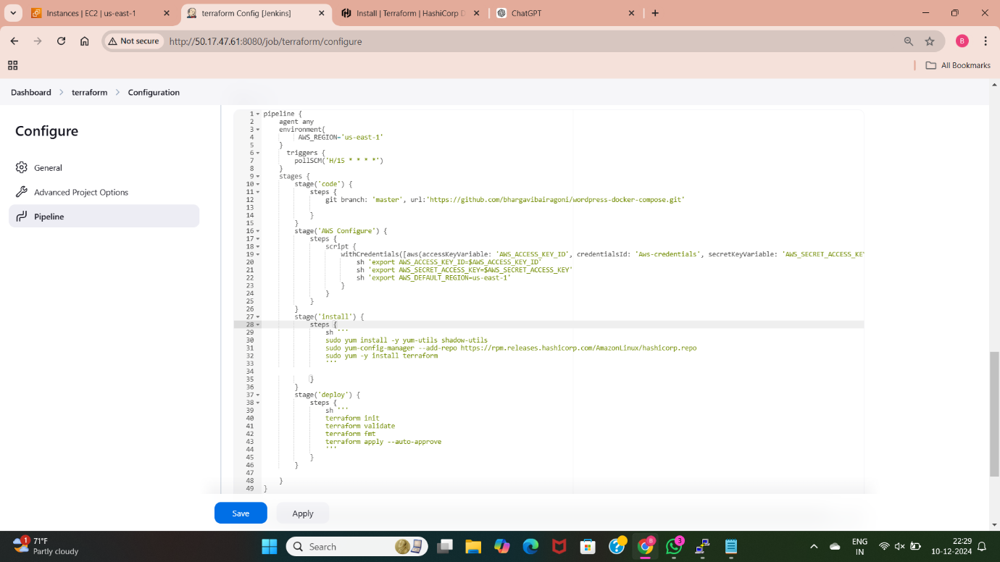 Instances | EC2 | us-east-1
terraform Config [Jenkins]
Install | Terraform | HashiCorp D
ChatGPT
Not secure
http://50.17.47.61:8080/job/terraform/configure
B
All Bookmarks
Dashboard > terraform > Configuration
Configure
General
Advanced Project Options
Pipeline
1 pipeline {
2 agent any
3 environment{
4 AWS_REGION='us-east-1'
5 }
6 triggers {
7 pollSCM('H/15 * * * *')
8 }
9 stages {
10 stage('code') {
11 steps {
12 git branch: 'master', url:'https://github.com/bhargavibairagoni/wordpress-docker-compose.git'
13
14 }
15 }
16 stage('AWS Configure') {
17 steps {
18 script {
19 withCredentials([aws(accessKeyVariable: 'AWS_ACCESS_KEY_ID', credentialsId: 'Aws-credentials', secretKeyVariable: 'AWS_SECRET_ACCESS_KEY
20 sh 'export AWS_ACCESS_KEY_ID=$AWS_ACCESS_KEY_ID'
21 sh 'export AWS_SECRET_ACCESS_KEY=$AWS_SECRET_ACCESS_KEY'
22 sh 'export AWS_DEFAULT_REGION=us-east-1'
23 }
24 }
25 }
26 }
27 stage('install') {
28 steps {
29 sh '''
30 sudo yum install -y yum-utils shadow-utils
31 sudo yum-config-manager --add-repo https://rpm.releases.hashicorp.com/AmazonLinux/hashicorp.repo
32 sudo yum -y install terraform
33 '''
34
35 }
36 }
37 stage('deploy') {
38 steps {
39 sh '''
40 terraform init
41 terraform validate
42 terraform fmt
43 terraform apply --auto-approve
44 '''
45 }
46 }
47
48 }
49 }
Save
Apply
1
71°F
Partly cloudy
Search
B
3
ENG
IN
22:29
10-12-2024